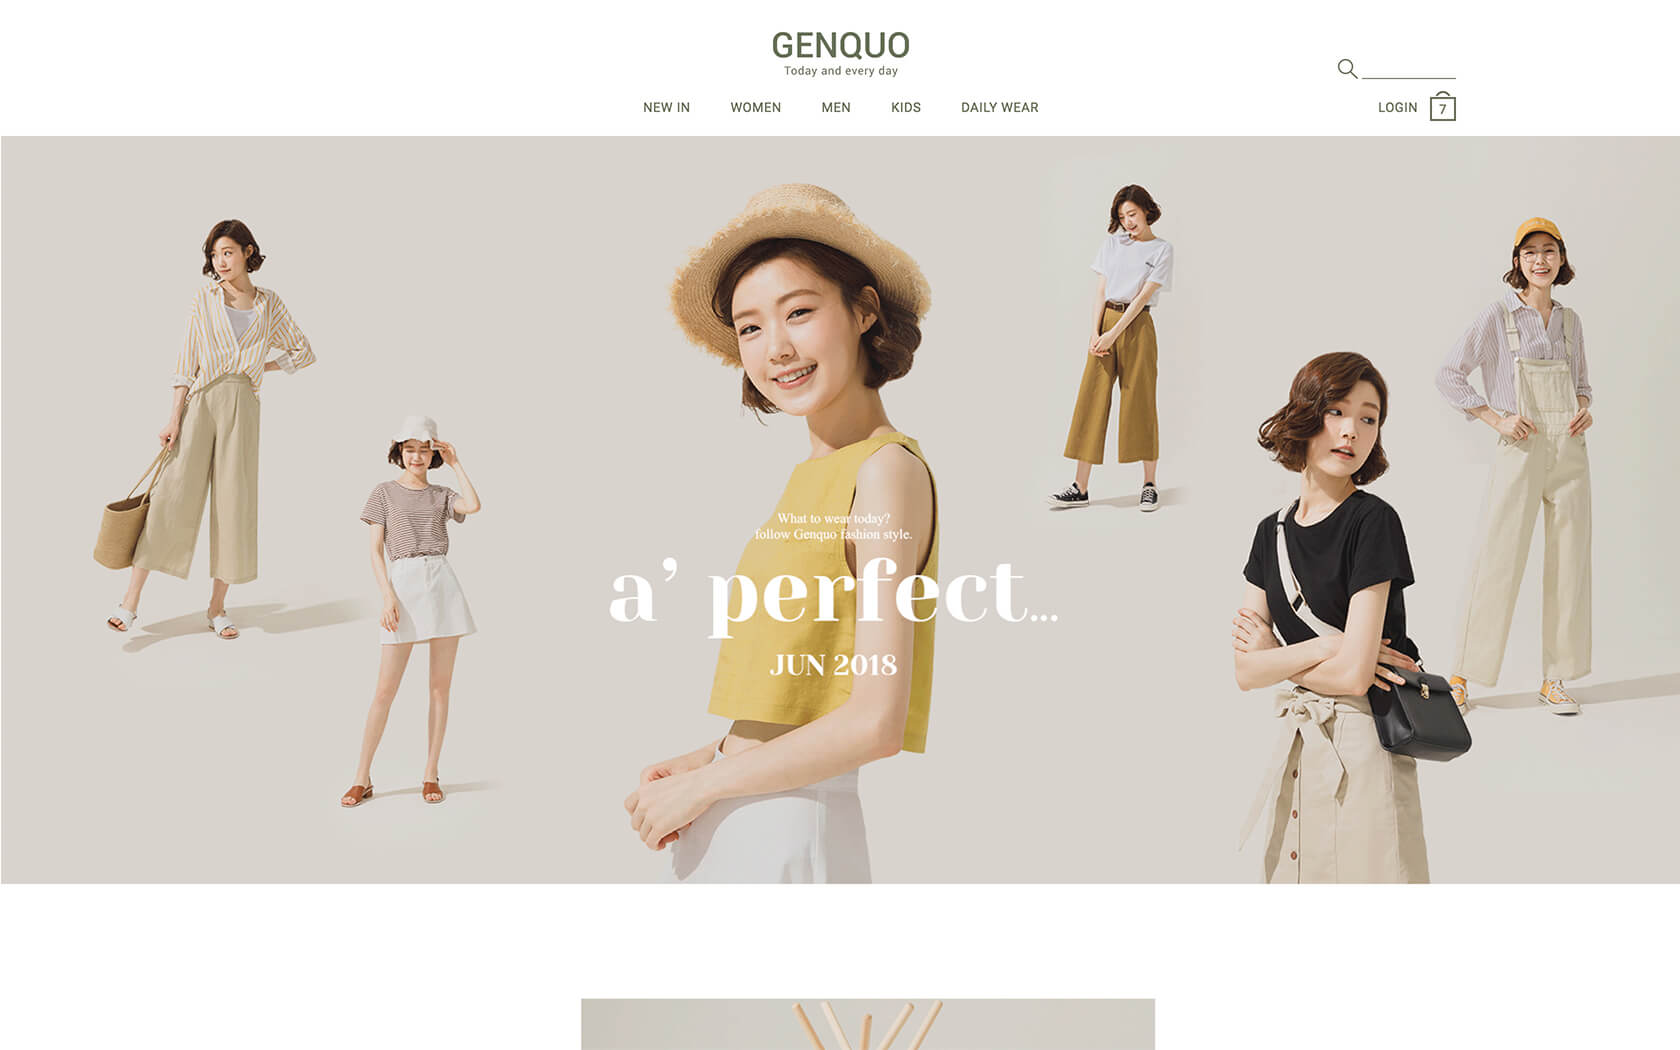 GENQUO
Today and every day
NEW IN WOMEN MEN KIDS DAILY WEAR
LOGIN 7
What to wear today?
follow Genquo fashion style.
a’ perfect...
JUN 2018